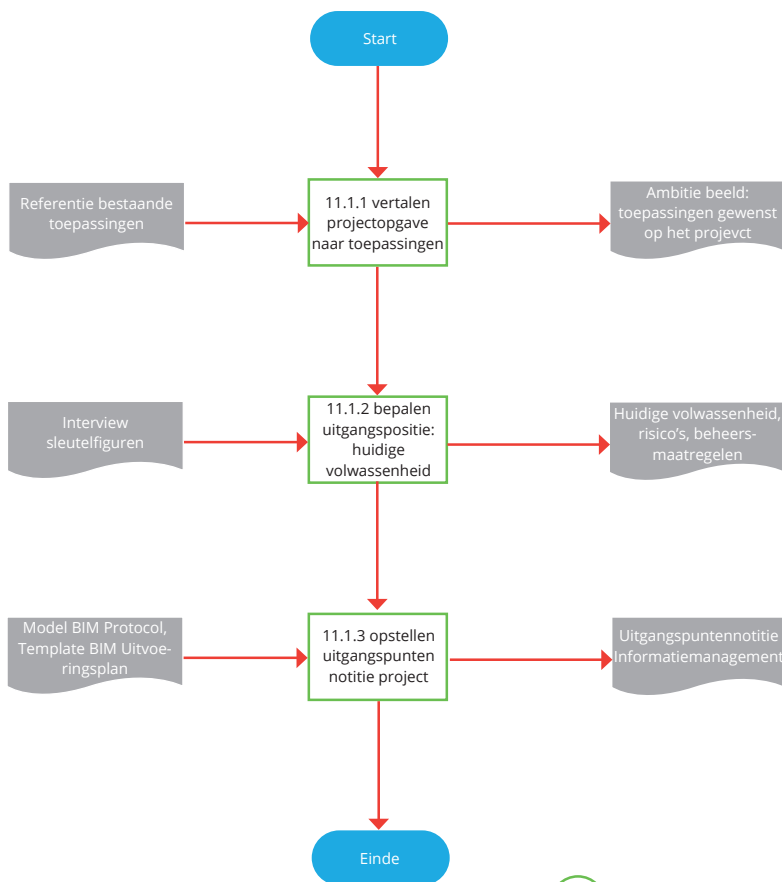 Start
Referentie bestaande
toepassingen
11.1.1 vertalen
projectopgave
naar toepassingen
Ambitie beeld:
toepassingen gewenst
op het projevct
Interview
sleutelfiguren
11.1.2 bepalen
uitgangspositie:
huidige
volwassenheid
Huidige volwassenheid,
risico's, beheers-
maatregelen
Model BIM Protocol,
Template BIM Uitvoe-
ringsplan
11.1.3 opstellen
uitgangspunten
notitie project
Uitgangspuntennotitie
Informatiemanagement
Einde